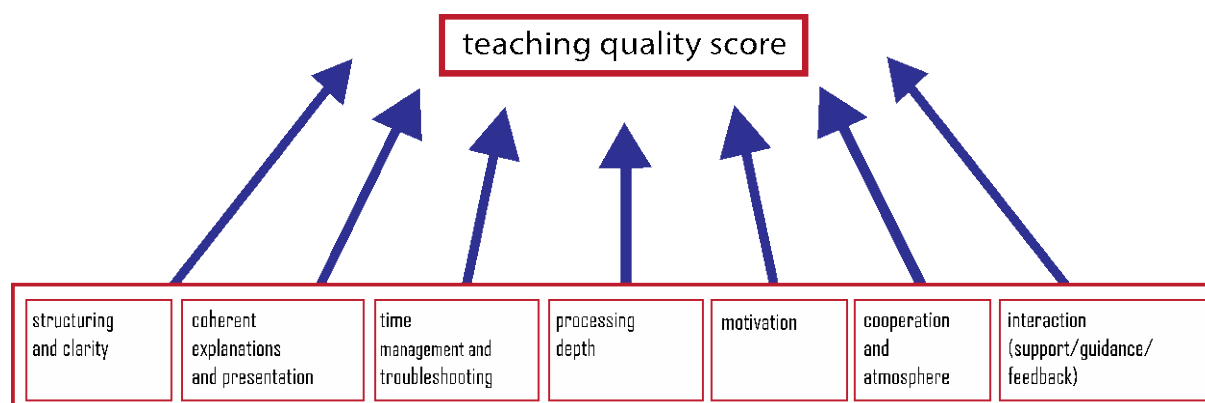 teaching quality score
structuring
and clarity
coherent
explanations
and presentation
time
management and
troubleshooting
processing
depth
motivation
cooperation
and
atmosphere
interaction
(support/guidance/
feedback)